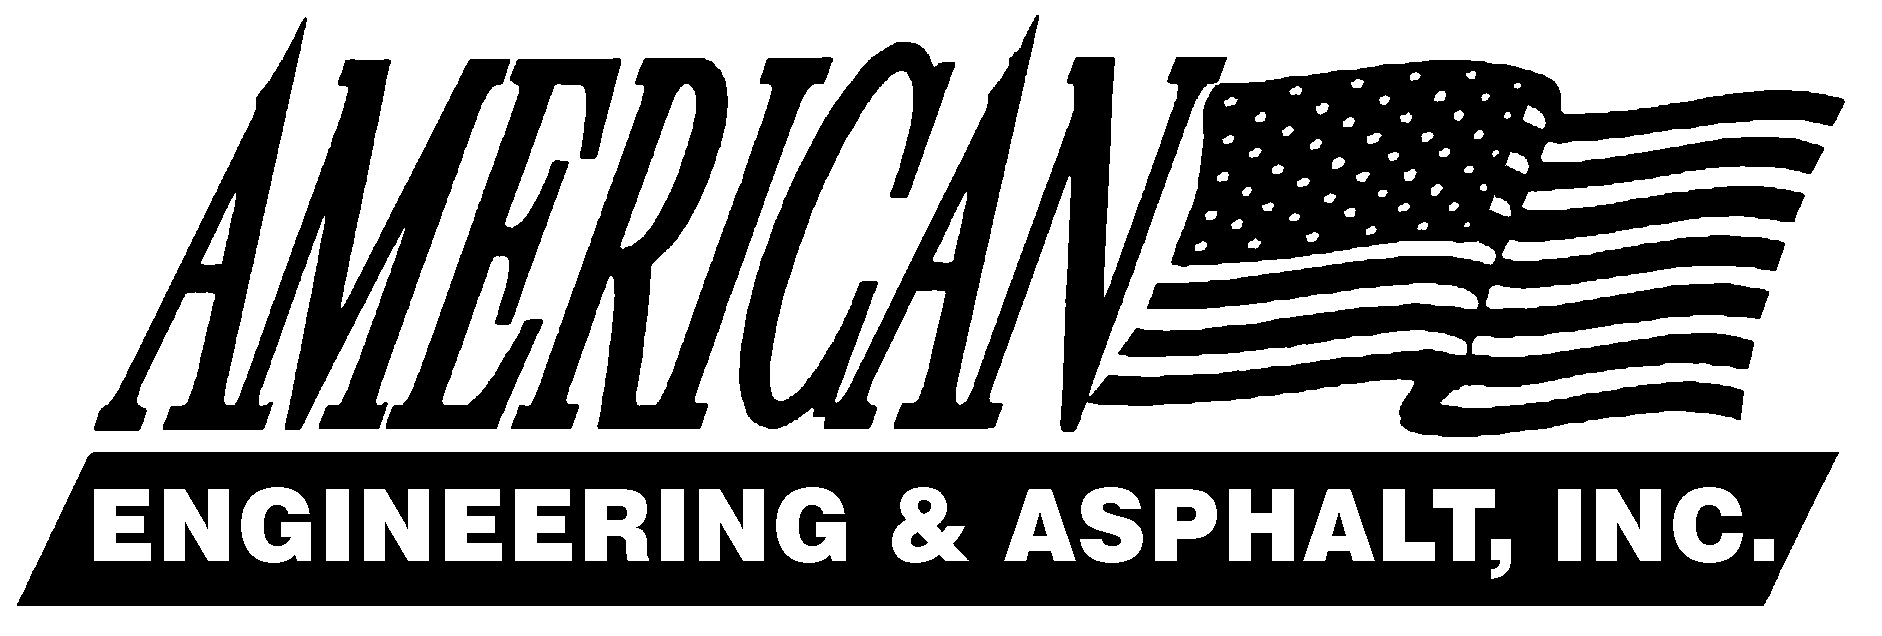 AMERICAN
ENGINEERING & ASPHALT, INC.